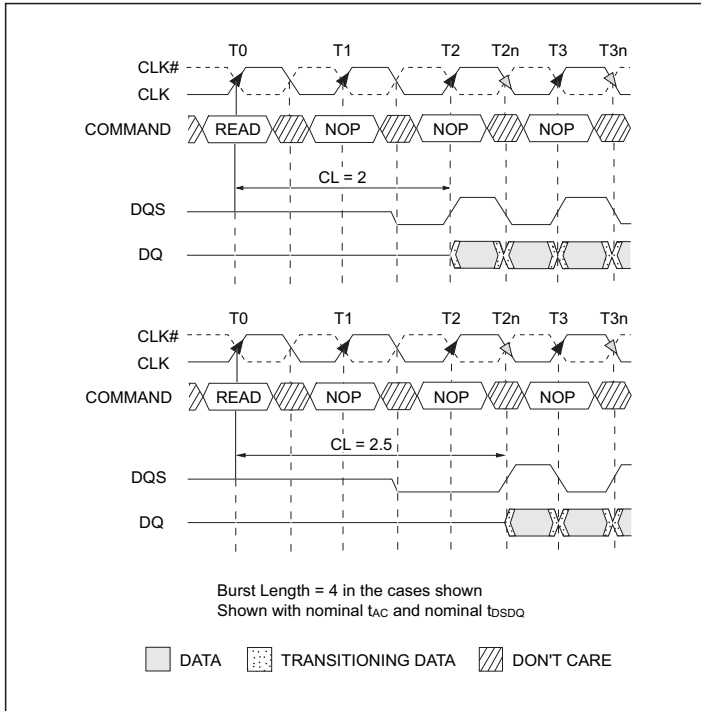 T0 T1 T2 T2n T3 T3n
CLK#
CLK
COMMAND READ NOP NOP NOP
CL = 2
DQS
DQ
T0 T1 T2 T2n T3 T3n
CLK#
CLK
COMMAND READ NOP NOP NOP
CL = 2.5
DQS
DQ
Burst Length = 4 in the cases shown
Shown with nominal tAC and nominal tDSDQ
DATA TRANSITIONING DATA DON'T CARE